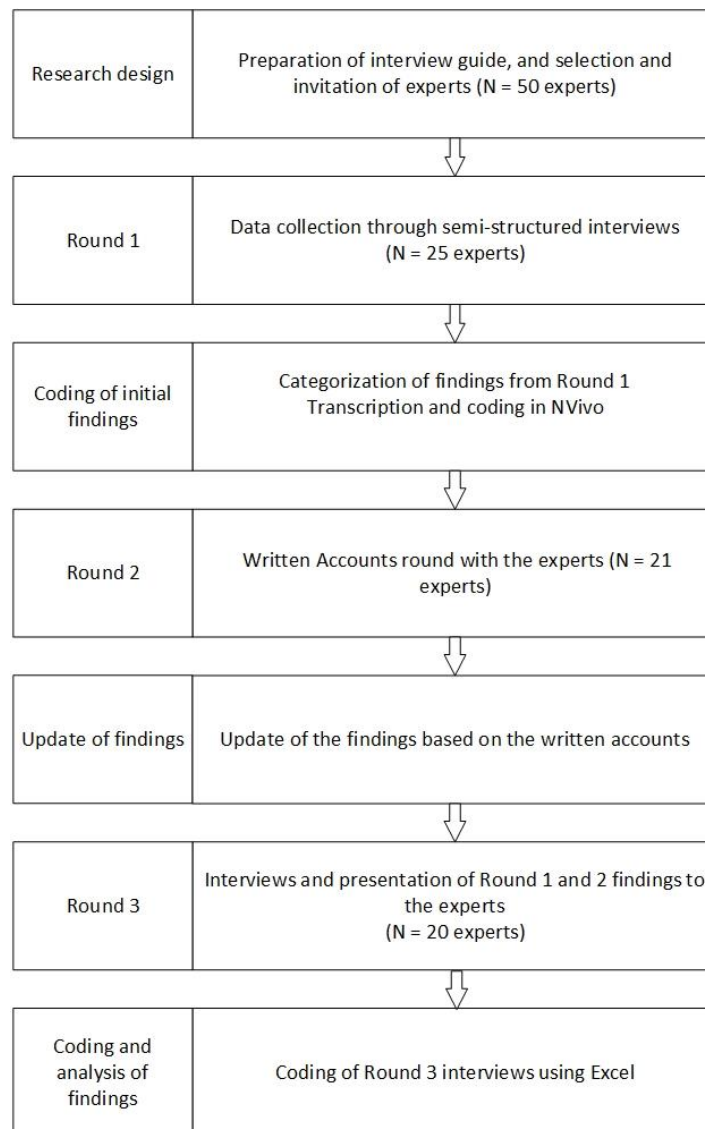 Research design
Preparation of interview guide, and selection and
invitation of experts (N = 50 experts)
Round 1
Data collection through semi-structured interviews
(N = 25 experts)
Coding of initial
findings
Categorization of findings from Round 1
Transcription and coding in NVivo
Round 2
Written Accounts round with the experts (N = 21
experts)
Update of findings
Update of the findings based on the written accounts
Round 3
Interviews and presentation of Round 1 and 2 findings to
the experts
(N = 20 experts)
Coding and
analysis of
findings
Coding of Round 3 interviews using Excel